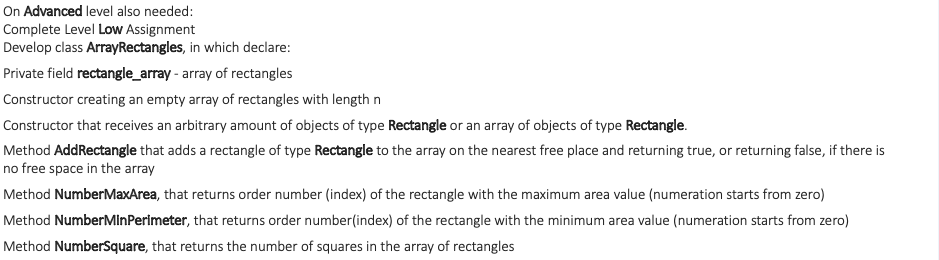 On Advanced level also needed:
Complete Level Low Assignment
Develop class ArrayRectangles, in which declare:
Private field rectangle_array - array of rectangles
Constructor creating an empty array of rectangles with length n
Constructor that receives an arbitrary amount of objects of type Rectangle or an array of objects of type Rectangle.
Method AddRectangle that adds a rectangle of type Rectangle to the array on the nearest free place and returning true, or returning false, if there is
no free space in the array
Method NumberMaxArea, that returns order number (index) of the rectangle with the maximum area value (numeration starts from zero)
Method NumberMinPerimeter, that returns order number(index) of the rectangle with the minimum area value (numeration starts from zero)
Method NumberSquare, that returns the number of squares in the array of rectangles